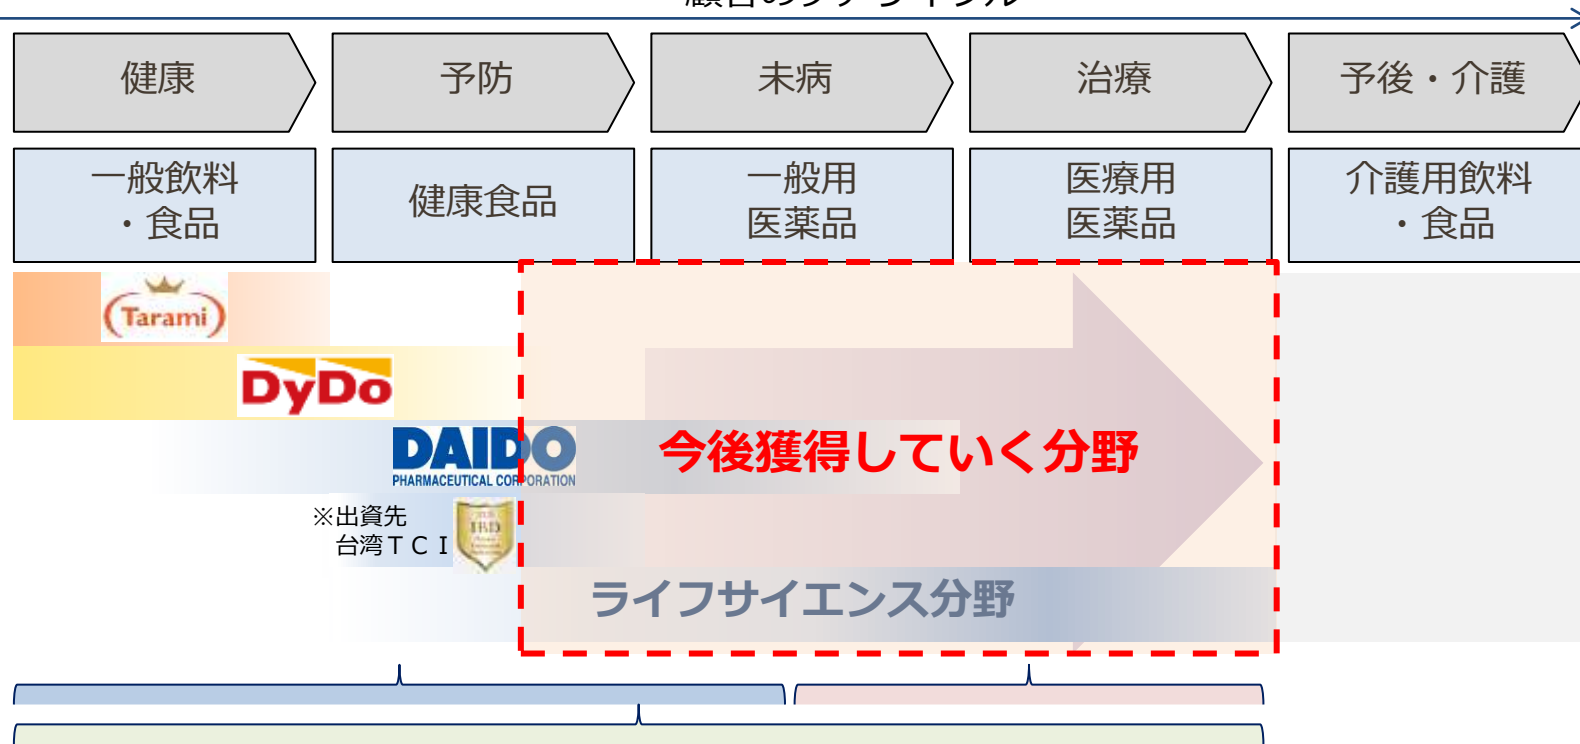 健康
予防
未病
治療
予後・介護
一般飲料
・食品
健康食品
一般用
医薬品
医療用
医薬品
介護用飲料
・食品
Tarami
DyDo
DAIDO
PHARMACEUTICAL CORPORATION
今後獲得していく分野
※出資先
台湾ＴＣＩ
ライフサイエンス分野